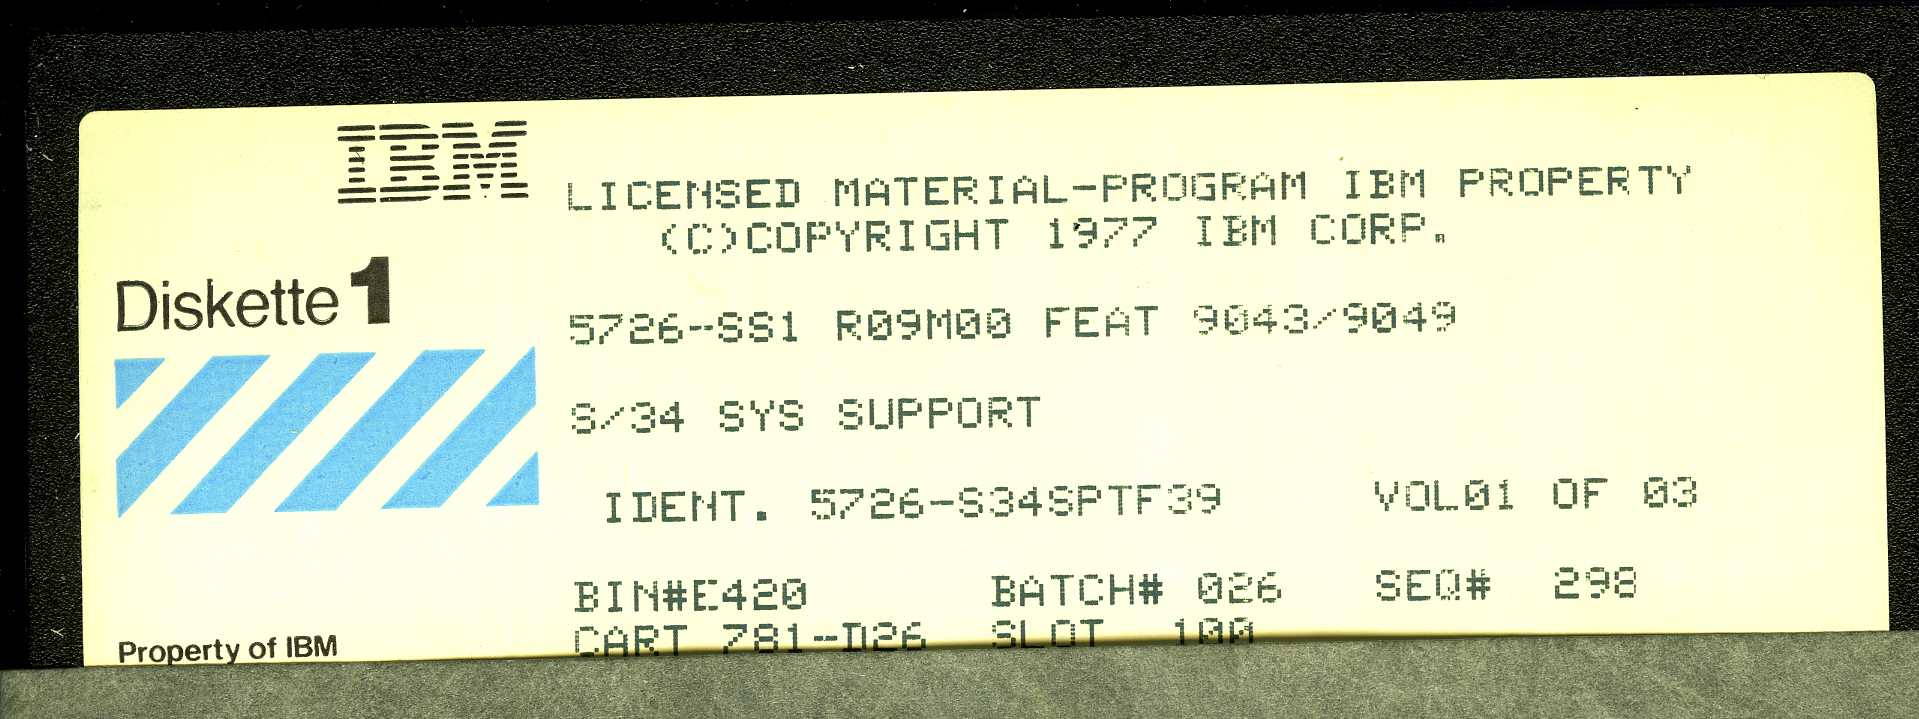 IBM
LICENSED MATERIAL-PROGRAM IBM PROPERTY
(C)COPYRIGHT 1977 IBM CORP.
Diskette 1
5726-SS1 R09M00 FEAT 9043/9049
S/34 SYS SUPPORT
IDENT. 5726-S34SPTF39 VOL01 OF 03
BIN#E420 BATCH# 026 SEQ# 298
CART 781-D26 SLOT 100
Property of IBM